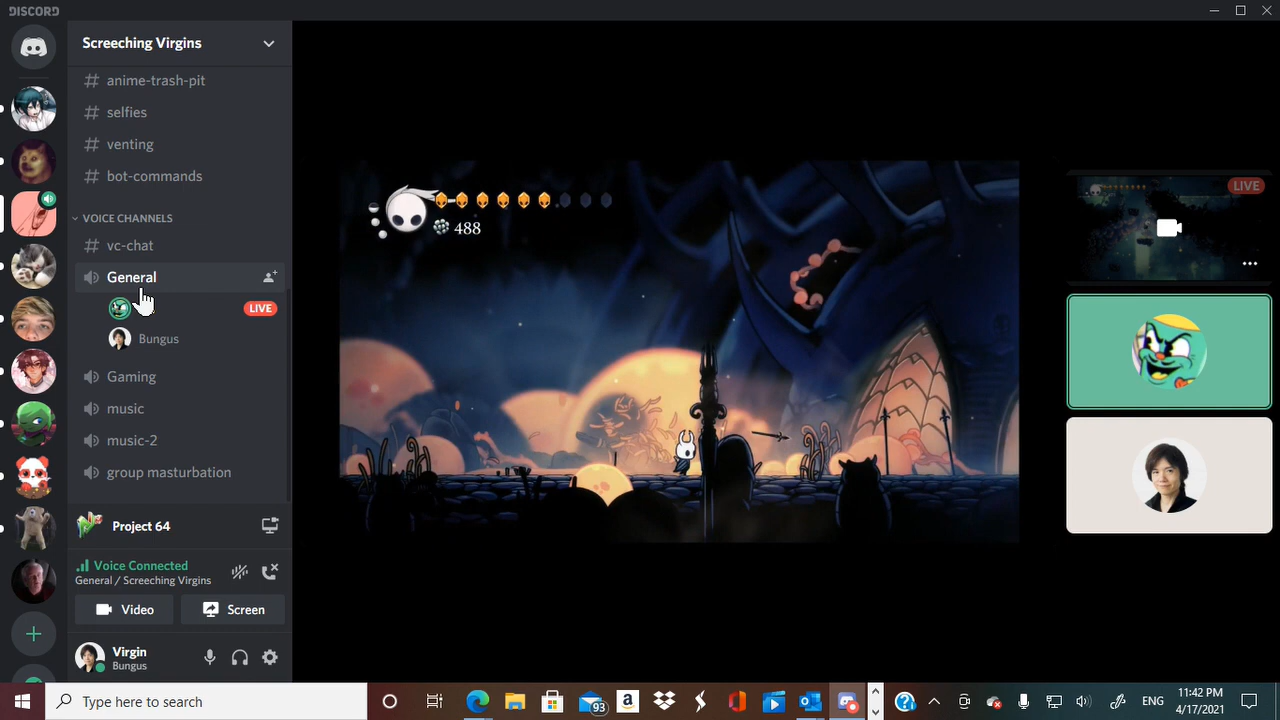 DISCORD
Screeching Virgins
# anime-trash-pit
# selfies
# venting
# bot-commands
VOICE CHANNELS
# vc-chat
General
LIVE
Bungus
Gaming
music
music-2
group masturbation
Project 64
Voice Connected
General / Screeching Virgins
Video
Screen
Virgin
Bungus
488
LIVE
Type here to search
93
a
ENG
11:42 PM
4/17/2021